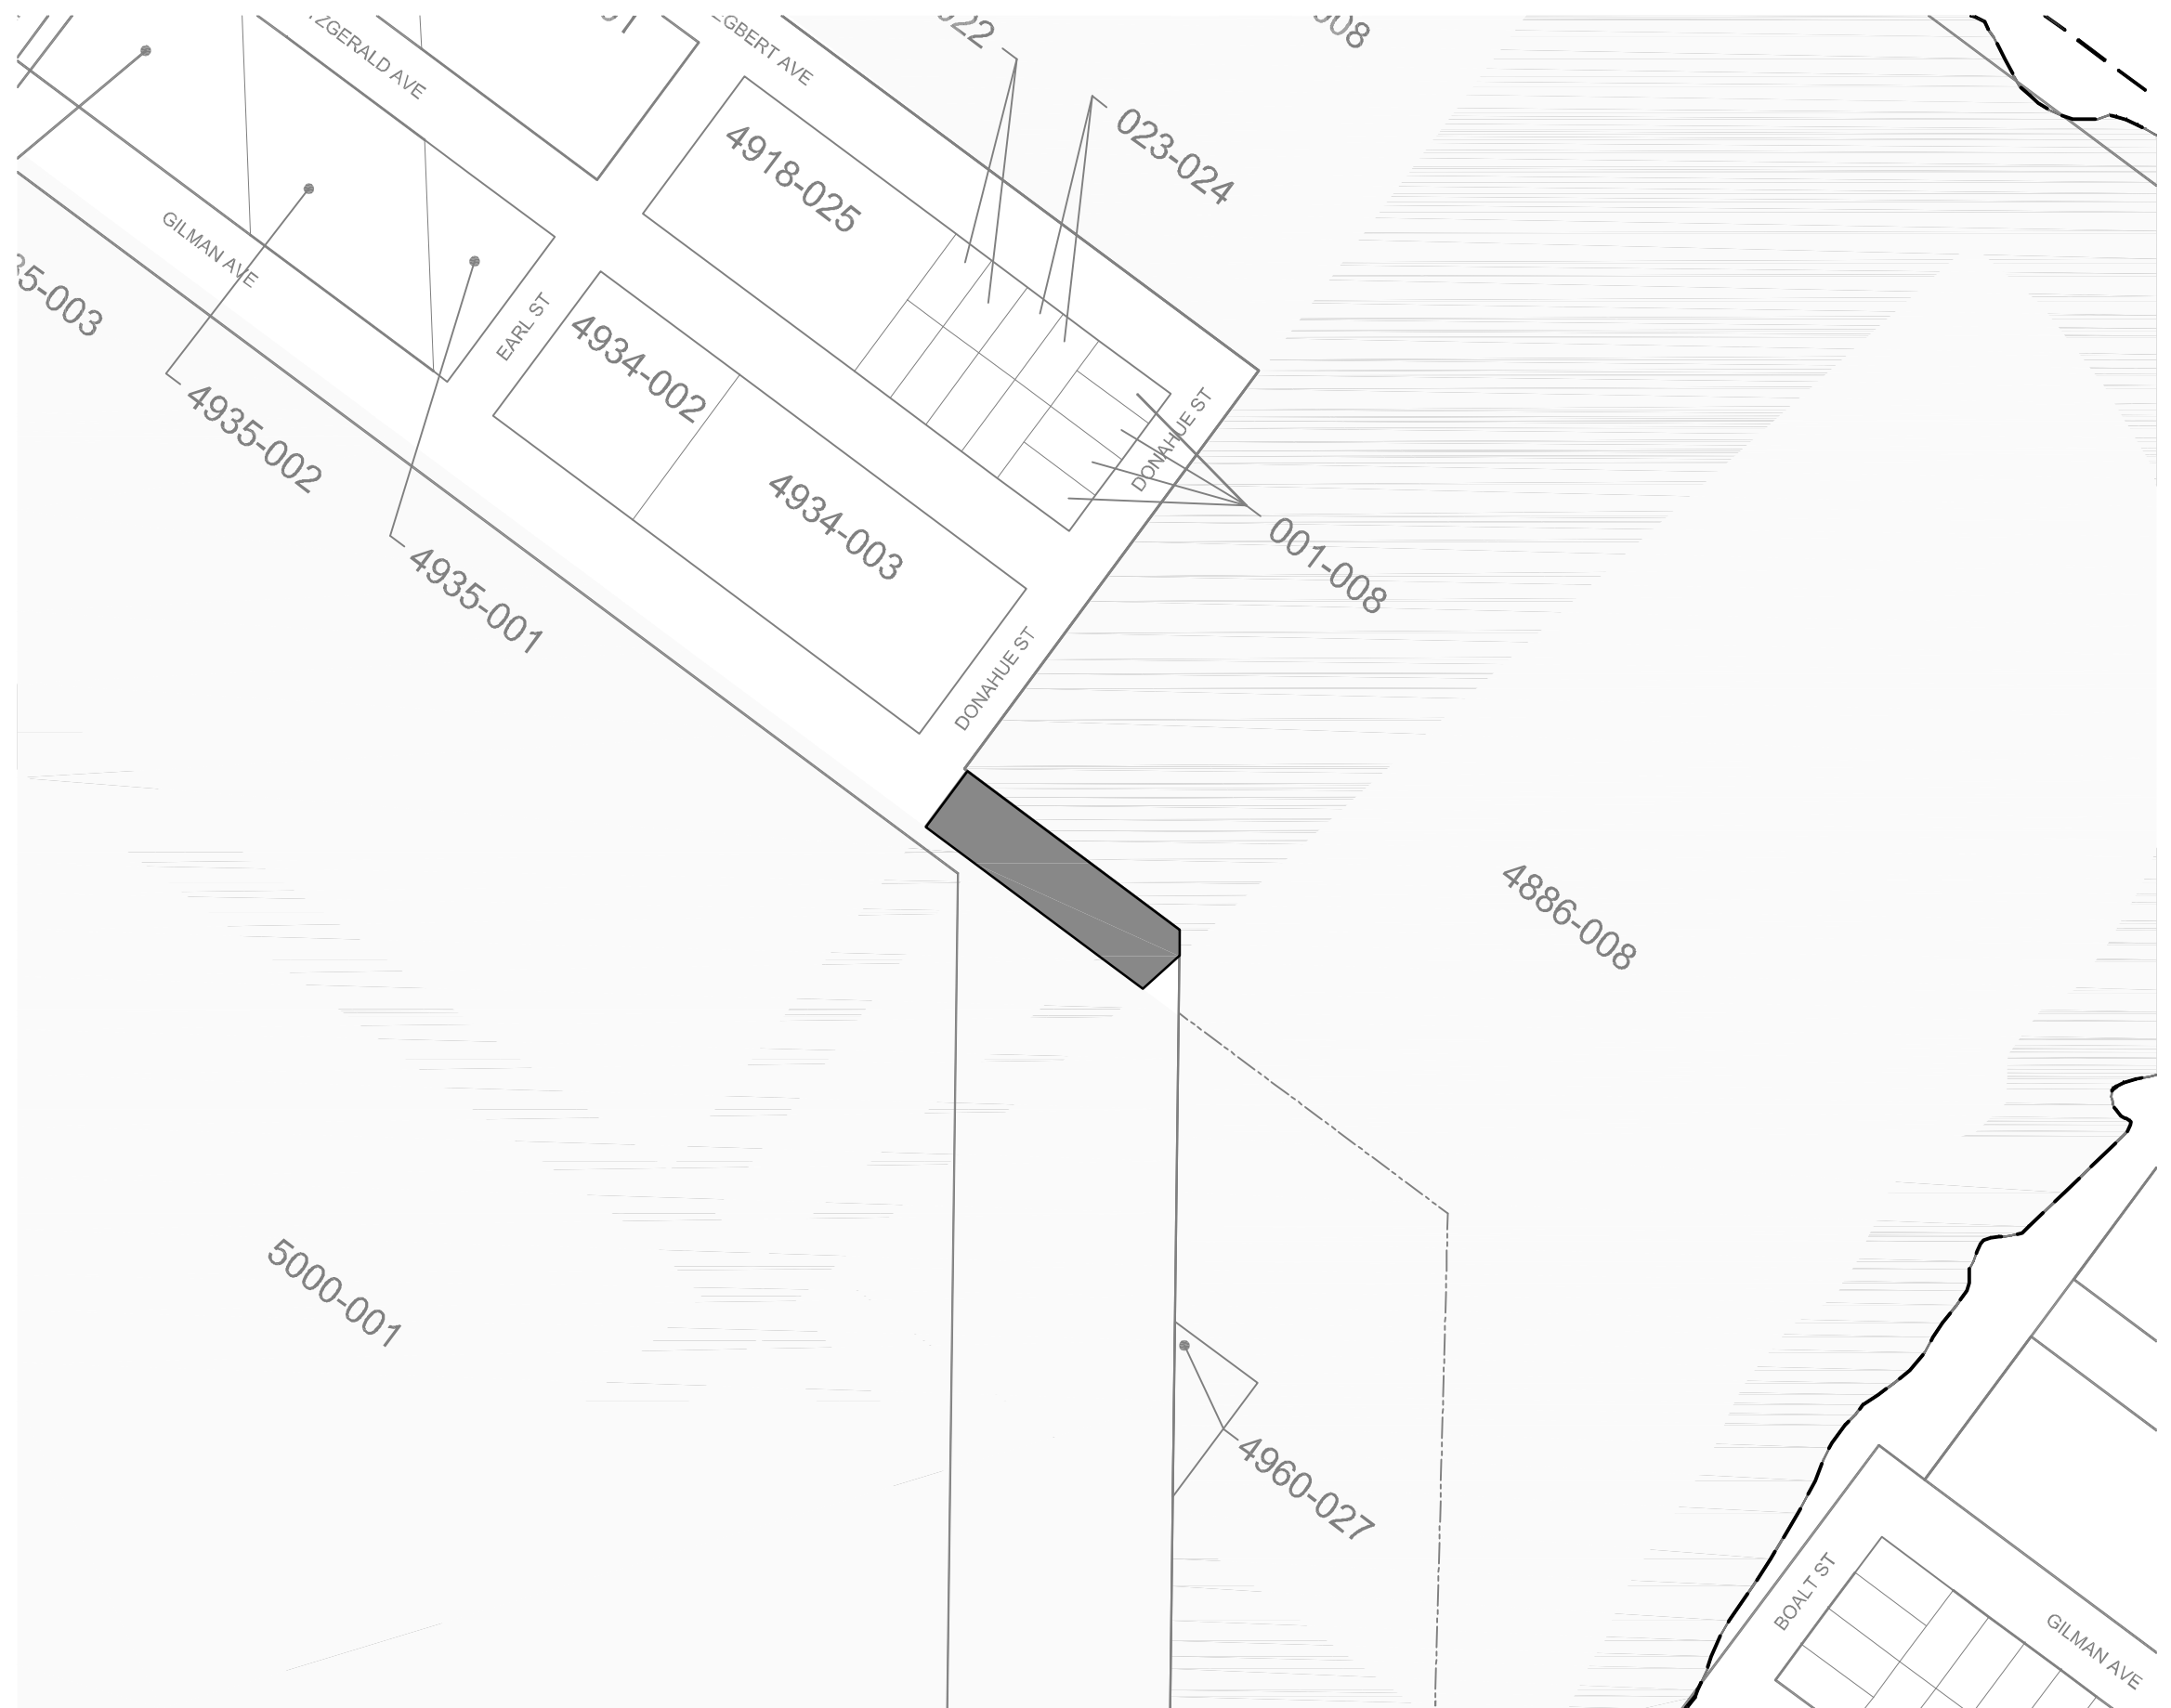 EGBERT AVE
GILMAN AVE
EARL ST
4918-025
023-024
4934-002
4934-003
DONAHUE ST
001-008
4935-002
4935-001
DONAHUE ST
4886-008
5000-001
4960-027
BOALT ST
GILMAN AVE